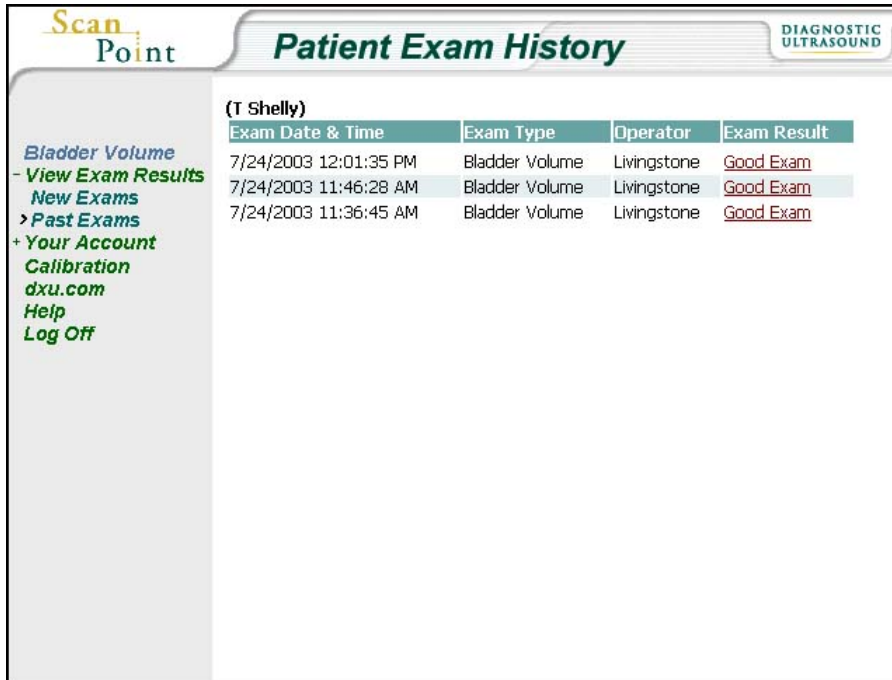 Scan
Point
Patient Exam History
DIAGNOSTIC
ULTRASOUND
Bladder Volume
- View Exam Results
New Exams
> Past Exams
+ Your Account
Calibration
dxu.com
Help
Log Off
(T Shelly)
Exam Date & Time Exam Type Operator Exam Result
7/24/2003 12:01:35 PM Bladder Volume Livingstone Good Exam
7/24/2003 11:46:28 AM Bladder Volume Livingstone Good Exam
7/24/2003 11:36:45 AM Bladder Volume Livingstone Good Exam